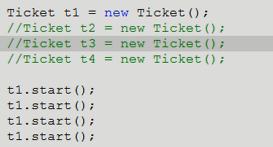 Ticket t1 = new Ticket();
//Ticket t2 = new Ticket();
//Ticket t3 = new Ticket();
//Ticket t4 = new Ticket();
t1.start();
t1.start();
t1.start();
t1.start();